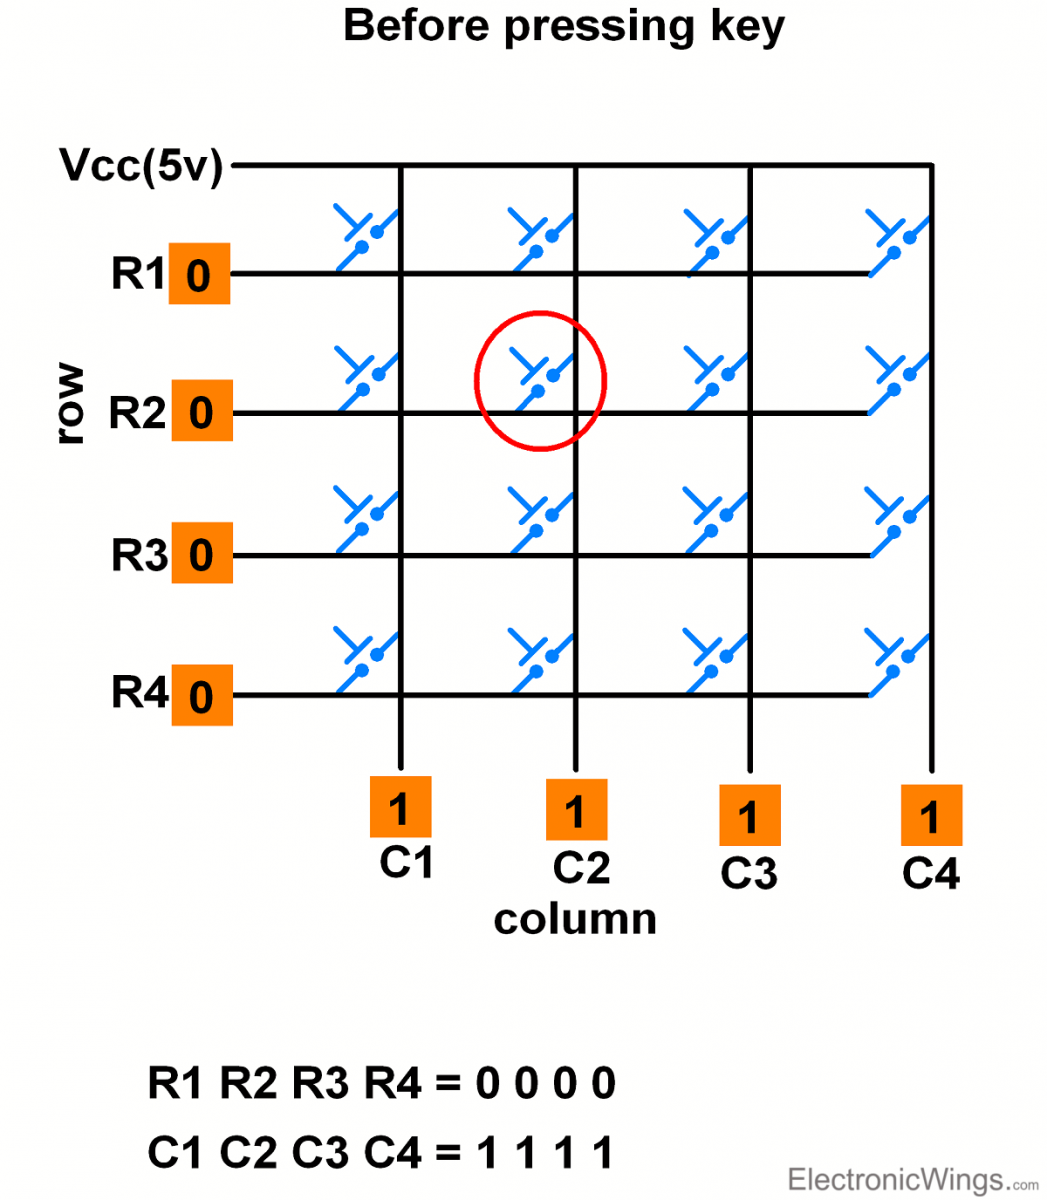 Before pressing key
Vcc(5v)
R1 0
row
R2 0
R3 0
R4 0
1 1 1 1
C1 C2 C3 C4
column
R1 R2 R3 R4 = 0 0 0 0
C1 C2 C3 C4 = 1 1 1 1
ElectronicWings.com